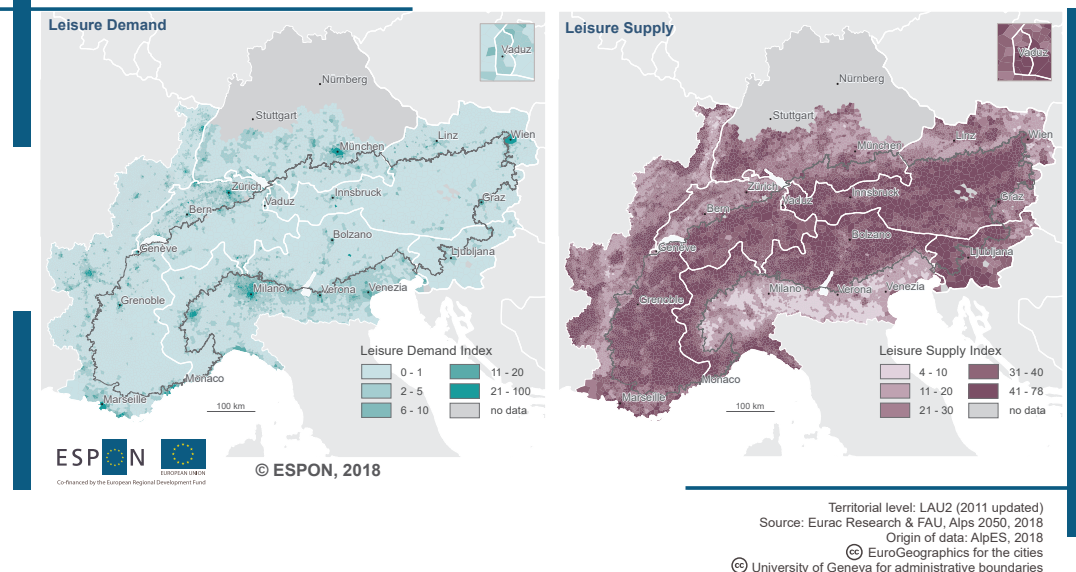 Leisure Demand
Vaduz
Nürnberg
Stuttgart
Linz
Wien
München
Zürich
Innsbruck
Vaduz
Graz
Bern
Bolzano
Genève
Ljubljana
Milano
Verona
Venezia
Grenoble
Monaco
Marseille
100 km
Leisure Demand Index
0 - 1
11 - 20
2 - 5
21 - 100
6 - 10
no data
Leisure Supply
Vaduz
Nürnberg
Stuttgart
Linz
Wien
München
Zürich
Innsbruck
Vaduz
Graz
Bern
Bolzano
Genève
Ljubljana
Milano
Verona
Venezia
Grenoble
Monaco
Marseille
100 km
Leisure Supply Index
4 - 10
31 - 40
11 - 20
41 - 78
21 - 30
no data
ESPON
EUROPEAN UNION
Co-financed by the European Regional Development Fund
© ESPON, 2018
Territorial level: LAU2 (2011 updated)
Source: Eurac Research & FAU, Alps 2050, 2018
Origin of data: AlpES, 2018
cc EuroGeographics for the cities
cc University of Geneva for administrative boundaries